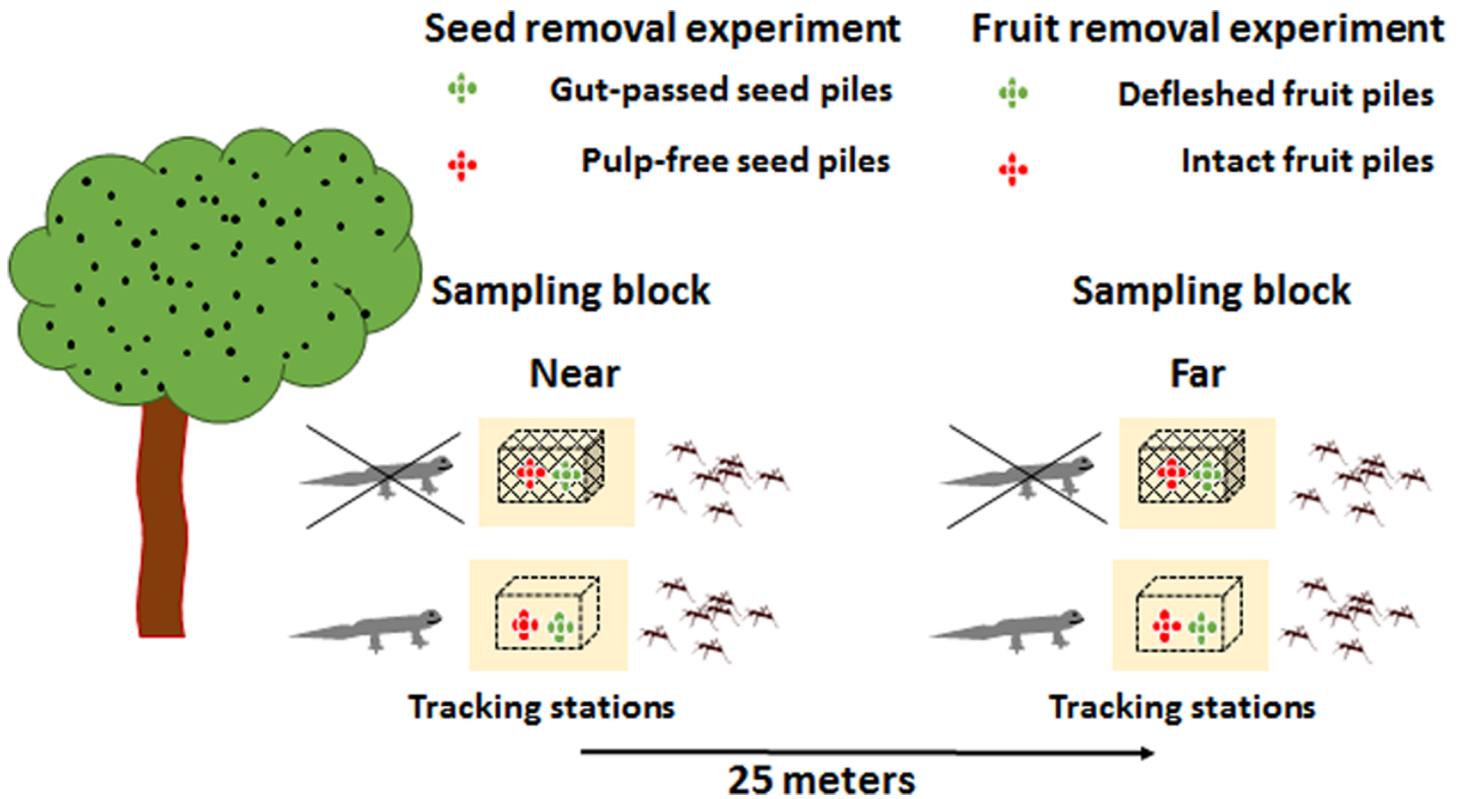 Seed removal experiment
Fruit removal experiment
Gut-passed seed piles
Defleshed fruit piles
Pulp-free seed piles
Intact fruit piles
Sampling block
Sampling block
Near
Far
Tracking stations
Tracking stations
25 meters